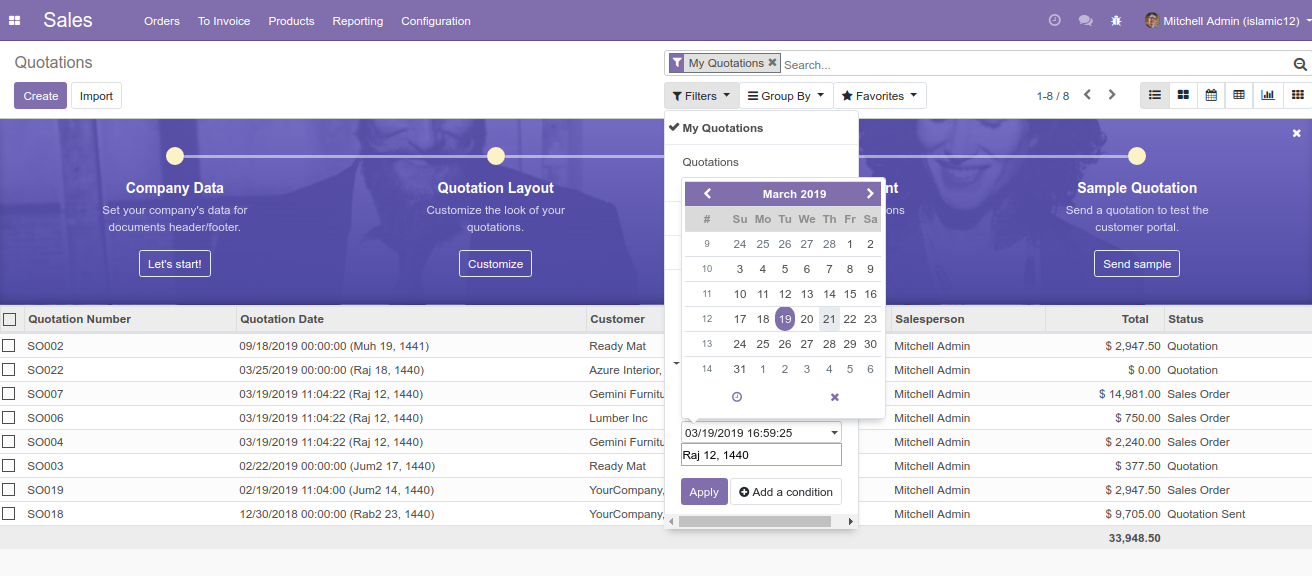 Sales Orders To Invoice Products Reporting Configuration Mitchell Admin (islamic12)
Quotations
My Quotations Search...
Create Import
Filters Group By Favorites 1-8 / 8
My Quotations
Quotations
Company Data
Set your company's data for
documents header/footer.
Let's start!
Quotation Layout
Customize the look of your
quotations.
Customize
nt
ons
Sample Quotation
Send a quotation to test the
customer portal.
Send sample
March 2019
# Su Mo Tu We Th Fr Sa
9 24 25 26 27 28 1 2
10 3 4 5 6 7 8 9
11 10 11 12 13 14 15 16
12 17 18 19 20 21 22 23
13 24 25 26 27 28 29 30
14 31 1 2 3 4 5 6
03/19/2019 16:59:25
Raj 12, 1440
Apply Add a condition
Quotation Number Quotation Date Customer Salesperson Total Status
SO002 09/18/2019 00:00:00 (Muh 19, 1441) Ready Mat Mitchell Admin $ 2,947.50 Quotation
SO022 03/25/2019 00:00:00 (Raj 18, 1440) Azure Interior, Mitchell Admin $ 0.00 Quotation
SO007 03/19/2019 11:04:22 (Raj 12, 1440) Gemini Furnitu Mitchell Admin $ 14,981.00 Sales Order
SO006 03/19/2019 11:04:22 (Raj 12, 1440) Lumber Inc Mitchell Admin $ 750.00 Sales Order
SO004 03/19/2019 11:04:22 (Raj 12, 1440) Gemini Furnitu Mitchell Admin $ 2,240.00 Sales Order
SO003 02/22/2019 00:00:00 (Jum2 17, 1440) Ready Mat Mitchell Admin $ 377.50 Quotation
SO019 02/19/2019 11:04:00 (Jum2 14, 1440) YourCompany, Mitchell Admin $ 2,947.50 Sales Order
SO018 12/30/2018 00:00:00 (Rab2 23, 1440) YourCompany, Mitchell Admin $ 9,705.00 Quotation Sent
33,948.50